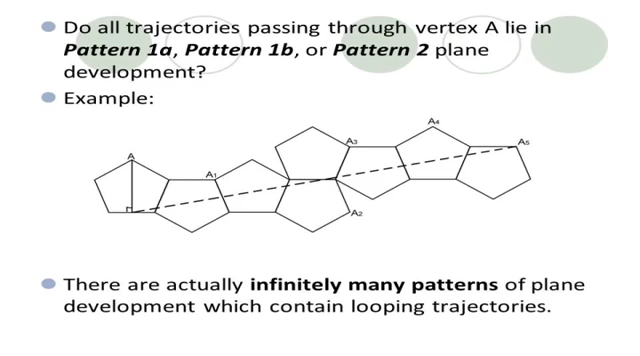 Do all trajectories passing through vertex A lie in
Pattern 1a, Pattern 1b, or Pattern 2 plane
development?
Example:
A
A1
A3
A4
A5
A2
There are actually infinitely many patterns of plane
development which contain looping trajectories.